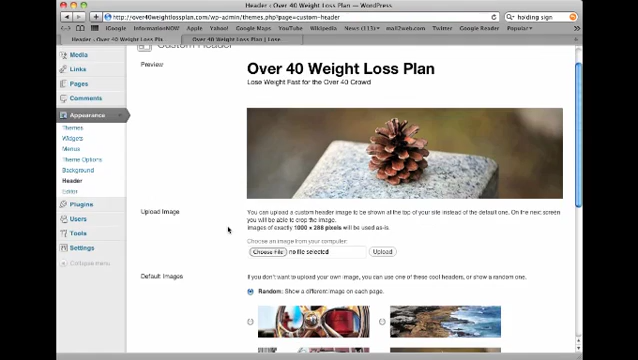 Header ‹ Over 40 Weight Loss Plan — WordPress
http://over40weightlossplan.com/wp-admin/themes.php?page=custom-header
holding sign
iGoogle InformationNOW Apple Yahoo! Google Maps YouTube Wikipedia News (113) mail2web.com Twitter Google Reader Popular
Header ‹ Over 40 Weight Loss Pla...
Over 40 Weight Loss Plan | Lose
Custom Header
Media
Links
Pages
Comments
Appearance
Themes
Widgets
Menus
Theme Options
Background
Header
Editor
Plugins
Users
Tools
Settings
Collapse menu
Preview
Over 40 Weight Loss Plan
Lose Weight Fast for the Over 40 Crowd
Upload Image
You can upload a custom header image to be shown at the top of your site instead of the default one. On the next screen
you will be able to crop the image.
Images of exactly 1000 × 288 pixels will be used as-is.
Choose an image from your computer:
Choose File no file selected
Upload
Default Images
If you don't want to upload your own image, you can use one of these cool headers, or show a random one.
Random: Show a different image on each page.